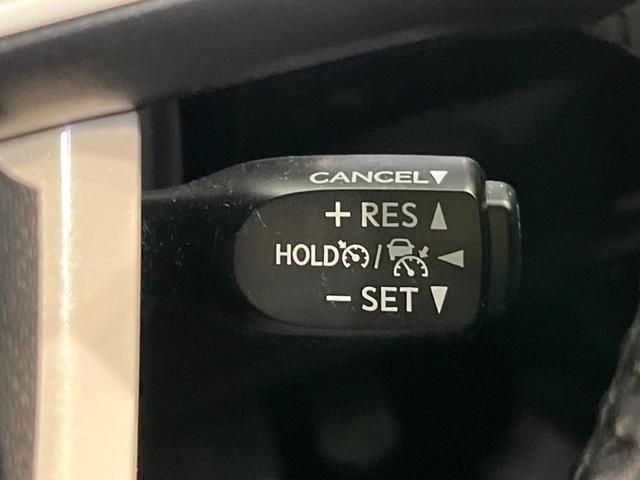 CANCEL▼
+ RES ▲
HOLD / ◀
− SET ▼